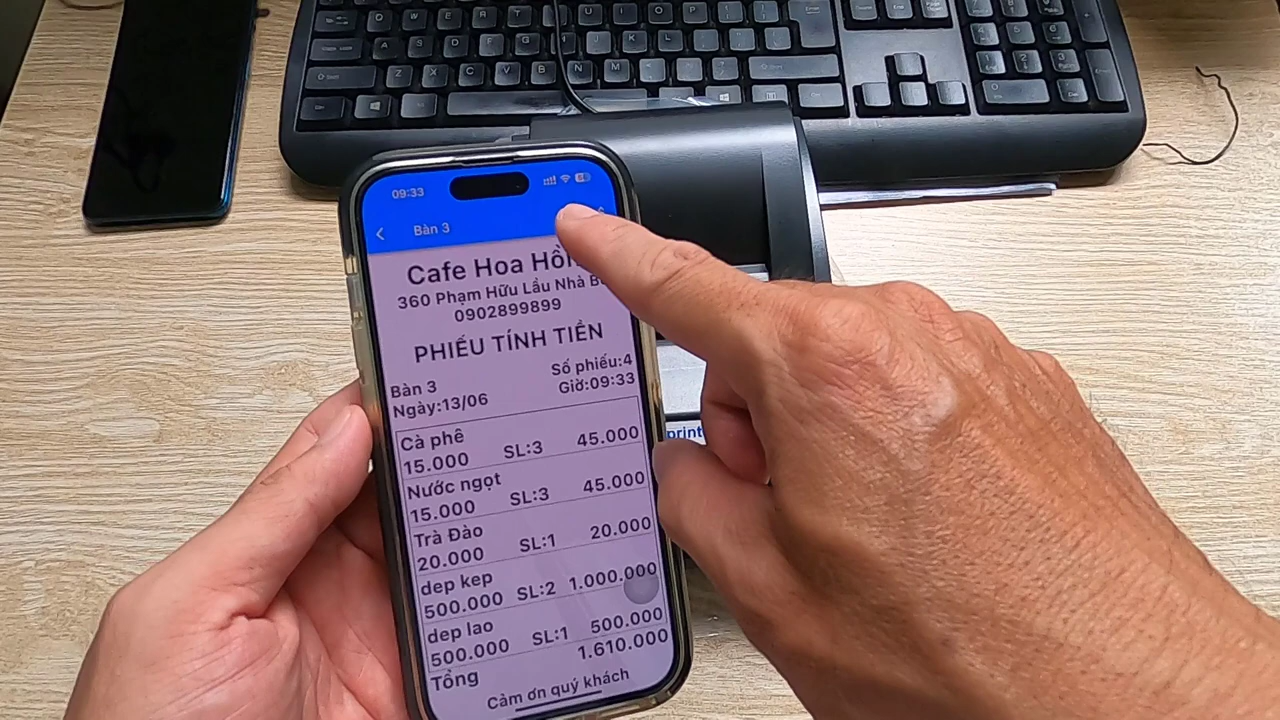 09:33
Bàn 3
Cafe Hoa
360 Phạm Hữu Lầu Nhà
0902899899
PHIẾU TÍNH TIỀN
Số phiếu:4
Bàn 3
Giờ:09:33
Ngày:13/06
Cà phê
15.000 SL:3 45.000
Nước ngọt
15.000 SL:3 45.000
Trà Đào
20.000 SL:1 20.000
dep kep
500.000 SL:2 1.000.000
dep lao
500.000 SL:1 500.000
Tổng 1.610.000
Cảm ơn quý khách